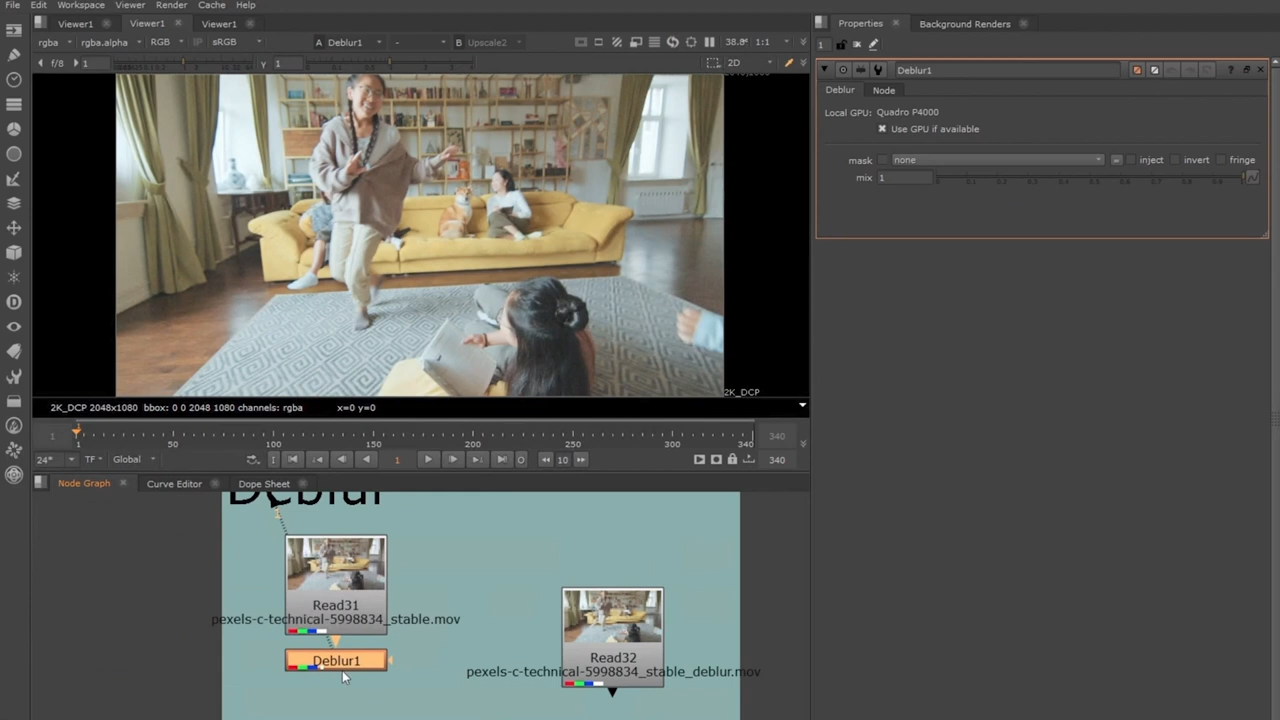 File Edit Workspace Viewer Render Cache Help
Viewer1 Viewer1 Viewer1
Properties Background Renders
rgba rgba.alpha RGB IP sRGB A Deblur1 - B Upscale2 38.8% 1:1
1
f/8 1 γ 1 2D
Deblur1
Deblur Node
Local GPU: Quadro P4000
Use GPU if available
mask none inject invert fringe
mix 1
2K_DCP
2K_DCP 2048x1080 bbox: 0 0 2048 1080 channels: rgba x=0 y=0
1 1 50 100 150 200 250 300 340 340
24* TF Global 1 10 340
Node Graph Curve Editor Dope Sheet
Deblur
Read31
pexels-c-technical-5998834_stable.mov
Deblur1
Read32
pexels-c-technical-5998834_stable_deblur.mov